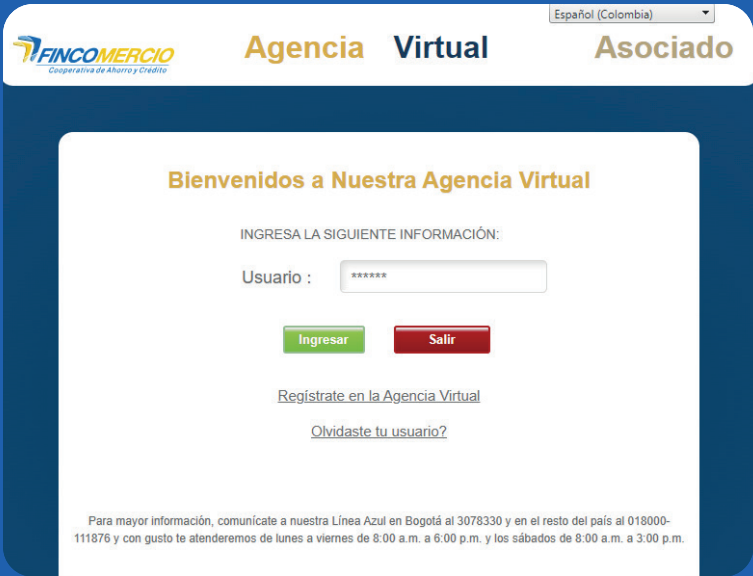 Español (Colombia)
FINCOMERCIO
Cooperativa de Ahorro y Crédito
Agencia Virtual Asociado
Bienvenidos a Nuestra Agencia Virtual
INGRESA LA SIGUIENTE INFORMACIÓN:
Usuario : ******
Ingresar Salir
Regístrate en la Agencia Virtual
Olvidaste tu usuario?
Para mayor información, comunícate a nuestra Línea Azul en Bogotá al 3078330 y en el resto del país al 018000-
111876 y con gusto te atenderemos de lunes a viernes de 8:00 a.m. a 6:00 p.m. y los sábados de 8:00 a.m. a 3:00 p.m.